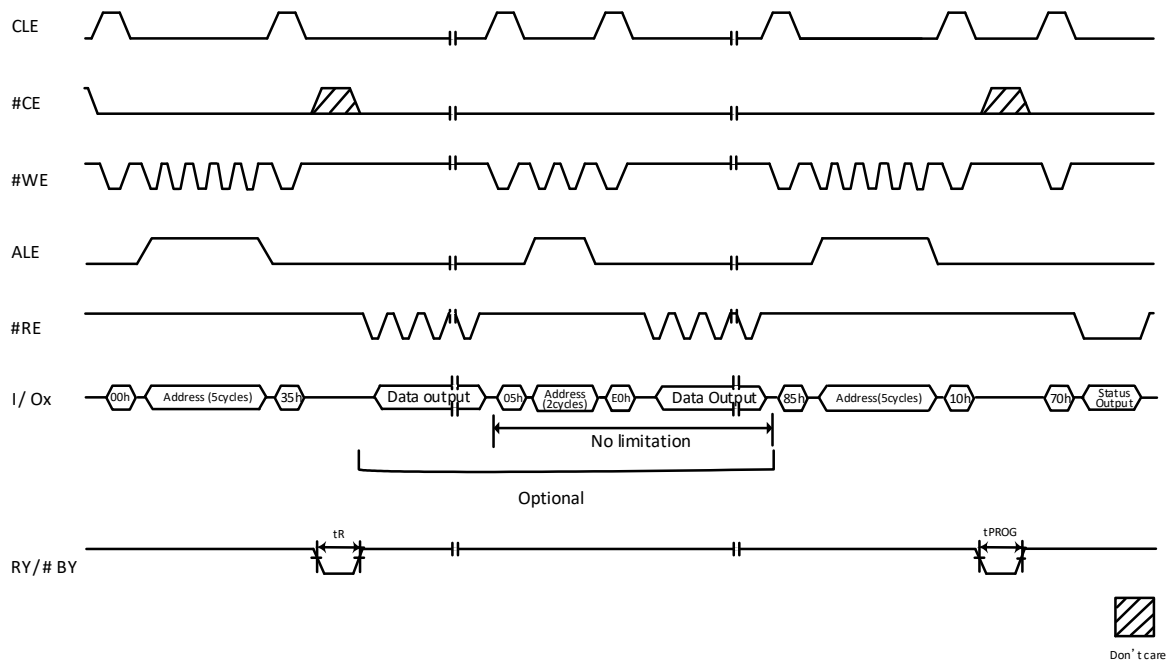 CLE
#CE
#WE
ALE
#RE
I/Ox
00h
Address (5cycles)
35h
Data output
05h
Address
(2cycles)
E0h
Data Output
85h
Address(5cycles)
10h
70h
Status
Output
No limitation
Optional
RY/# BY
tR
tPROG
Don't care